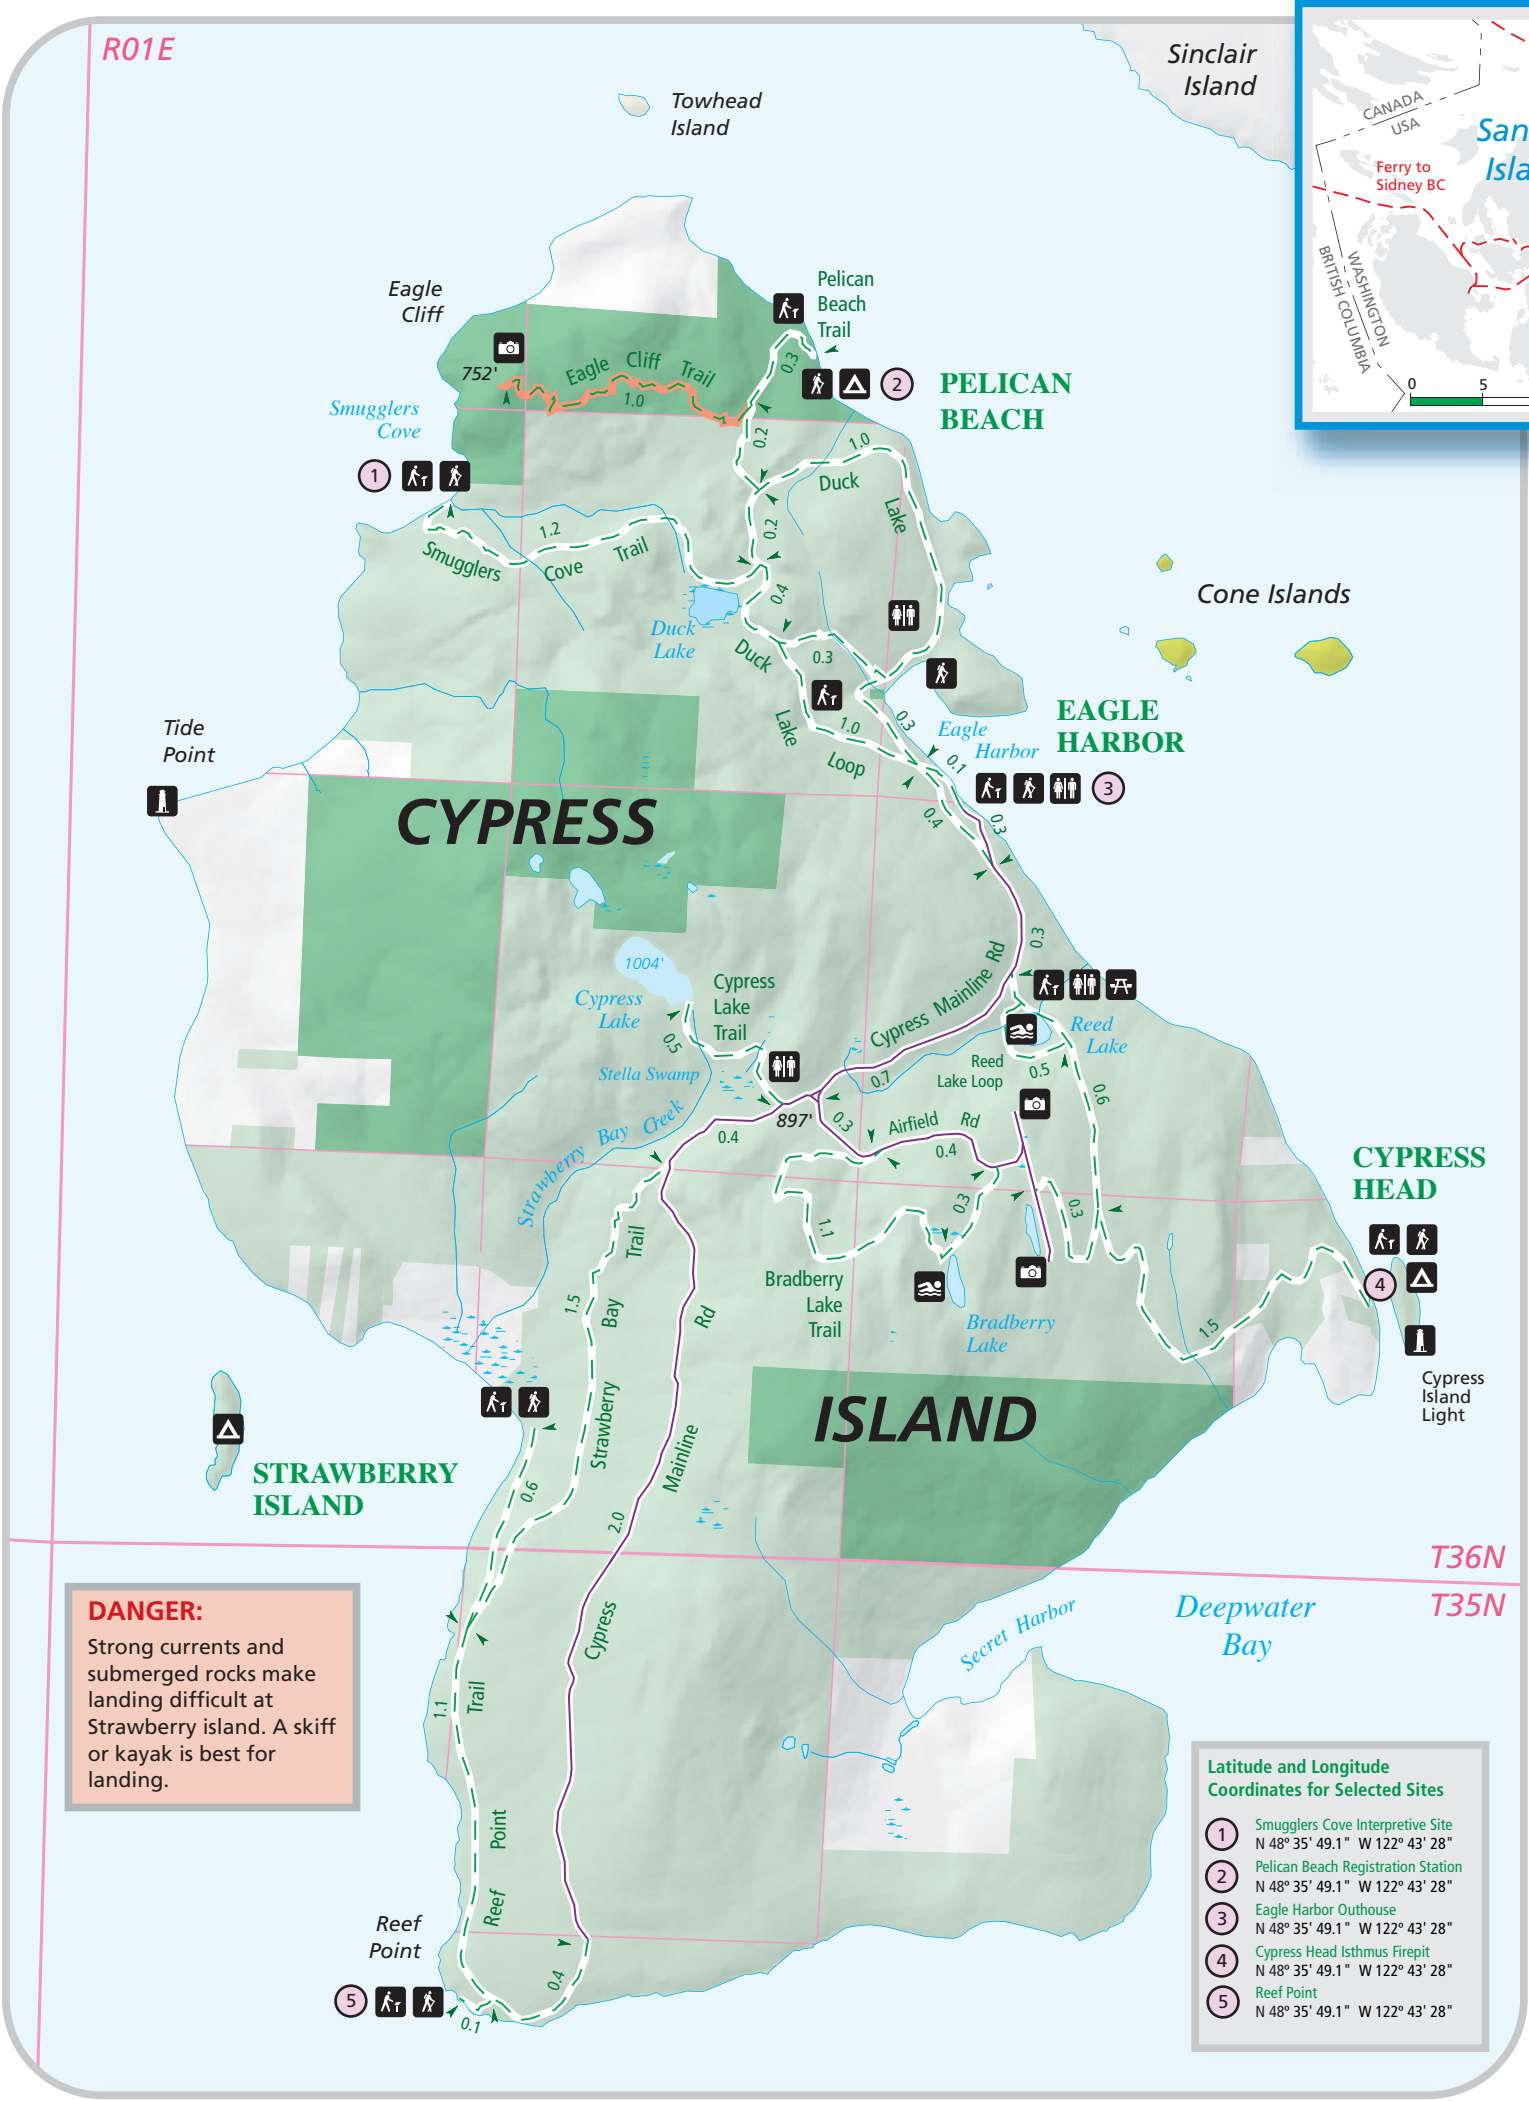 R01E
Sinclair
Island
Towhead
Island
CANADA
USA
San
Isla
Ferry to
Sidney BC
WASHINGTON
BRITISH COLUMBIA
0 5
Eagle
Cliff
752'
Eagle Cliff Trail
1.0
Pelican
Beach
Trail
0.3
2
PELICAN
BEACH
Smugglers
Cove
1
0.2
1.0
Duck
Lake
0.2
1.2
Smugglers Cove Trail
0.4
Duck
Lake
Cone Islands
Duck
Lake
Loop
0.3
1.0
0.3
Eagle
Harbor
EAGLE
HARBOR
0.1
3
0.4
0.3
Tide
Point
CYPRESS
0.3
1004'
Cypress
Lake
Cypress
Lake
Trail
0.5
Cypress Mainline Rd
Reed
Lake
Stella Swamp
0.7
Reed
Lake Loop
0.5
0.6
Strawberry Bay Creek
897'
0.4
0.3
Airfield Rd
0.4
CYPRESS
HEAD
4
0.3
0.3
1.1
Bradberry
Lake
Trail
Bradberry
Lake
1.5
Cypress
Island
Light
1.5
Strawberry Bay Trail
Cypress Mainline Rd
2.0
ISLAND
0.6
STRAWBERRY
ISLAND
T36N
T35N
DANGER:
Strong currents and
submerged rocks make
landing difficult at
Strawberry island. A skiff
or kayak is best for
landing.
Deepwater
Bay
Secret Harbor
1.1
Reef Point Trail
Reef
Point
5
0.1
0.4
Latitude and Longitude
Coordinates for Selected Sites
1 Smugglers Cove Interpretive Site
N 48º 35' 49.1" W 122º 43' 28"
2 Pelican Beach Registration Station
N 48º 35' 49.1" W 122º 43' 28"
3 Eagle Harbor Outhouse
N 48º 35' 49.1" W 122º 43' 28"
4 Cypress Head Isthmus Firepit
N 48º 35' 49.1" W 122º 43' 28"
5 Reef Point
N 48º 35' 49.1" W 122º 43' 28"